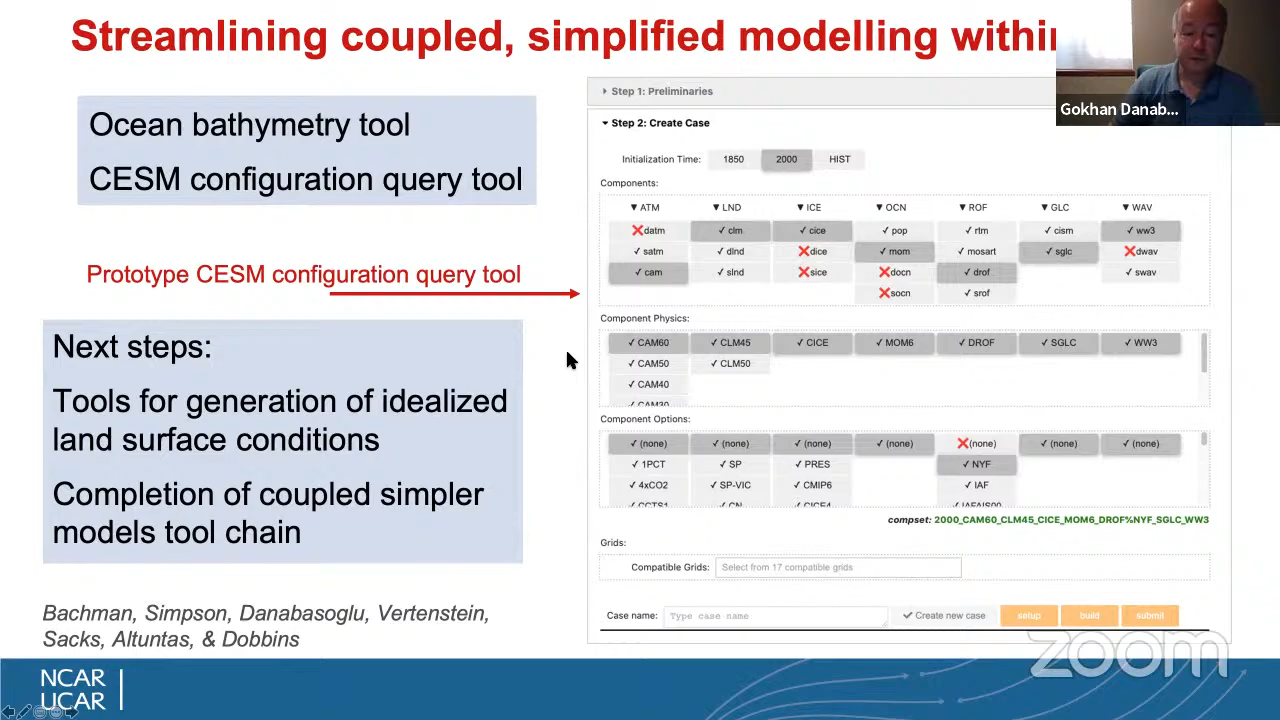 Streamlining coupled, simplified modelling within
Gokhan Danab...
Ocean bathymetry tool
CESM configuration query tool
Prototype CESM configuration query tool
Next steps:
Tools for generation of idealized
land surface conditions
Completion of coupled simpler
models tool chain
Bachman, Simpson, Danabasoglu, Vertenstein,
Sacks, Altuntas, & Dobbins
Step 1: Preliminaries
Step 2: Create Case
Initialization Time: 1850 2000 HIST
Components:
▼ ATM ▼ LND ▼ ICE ▼ OCN ▼ ROF ▼ GLC ▼ WAV
❌datm ✓ clm ✓ cice ✓ pop ✓ rtm ✓ cism ✓ ww3
✓ satm ✓ dlnd ❌dice ✓ mom ✓ mosart ✓ sglc ❌dwav
✓ cam ✓ slnd ❌sice ❌docn ✓ drof ✓ swav
❌socn ✓ srof
Component Physics:
✓ CAM60 ✓ CLM45 ✓ CICE ✓ MOM6 ✓ DROF ✓ SGLC ✓ WW3
✓ CAM50 ✓ CLM50
✓ CAM40
✓ CAM30
Component Options:
✓ (none) ✓ (none) ✓ (none) ✓ (none) ❌(none) ✓ (none) ✓ (none)
✓ 1PCT ✓ SP ✓ PRES ✓ NYF
✓ 4xCO2 ✓ SP-VIC ✓ CMIP6 ✓ IAF
✓ CN ✓ CICE4
compset: 2000_CAM60_CLM45_CICE_MOM6_DROF%NYF_SGLC_WW3
Grids:
Compatible Grids: Select from 17 compatible grids
Case name: Type case name ✓ Create new case setup build submit
zoom
NCAR
UCAR